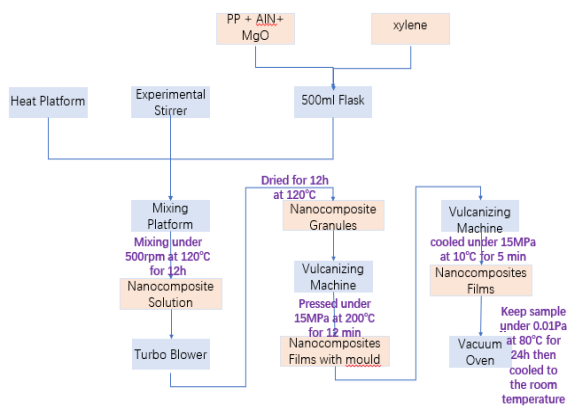 PP + AlN+
MgO
xylene
Heat Platform
Experimental
Stirrer
500ml Flask
Mixing
Platform
Mixing under
500rpm at 120°C
for 12h
Nanocomposite
Solution
Turbo Blower
Dried for 12h
at 120°C
Nanocomposite
Granules
Vulcanizing
Machine
Pressed under
15MPa at 200°C
for 12 min
Nanocomposites
Films with mould
Vulcanizing
Machine
cooled under 15MPa
at 10°C for 5 min
Nanocomposites
Films
Vacuum
Oven
Keep sample
under 0.01Pa
at 80°C for
24h then
cooled to
the room
temperature